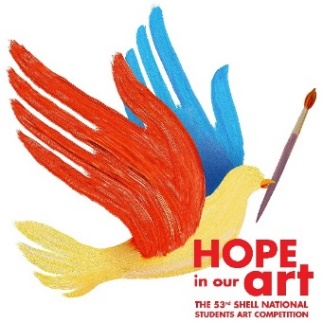 HOPE
in our art
THE 53rd SHELL NATIONAL
STUDENTS ART COMPETITION